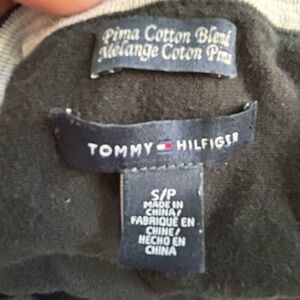 Pima Cotton Blend
Mélange Coton Pima
TOMMY HILFIGER
S/P
MADE IN
CHINA/
FABRIQUÉ EN
CHINE/
HECHO EN
CHINA